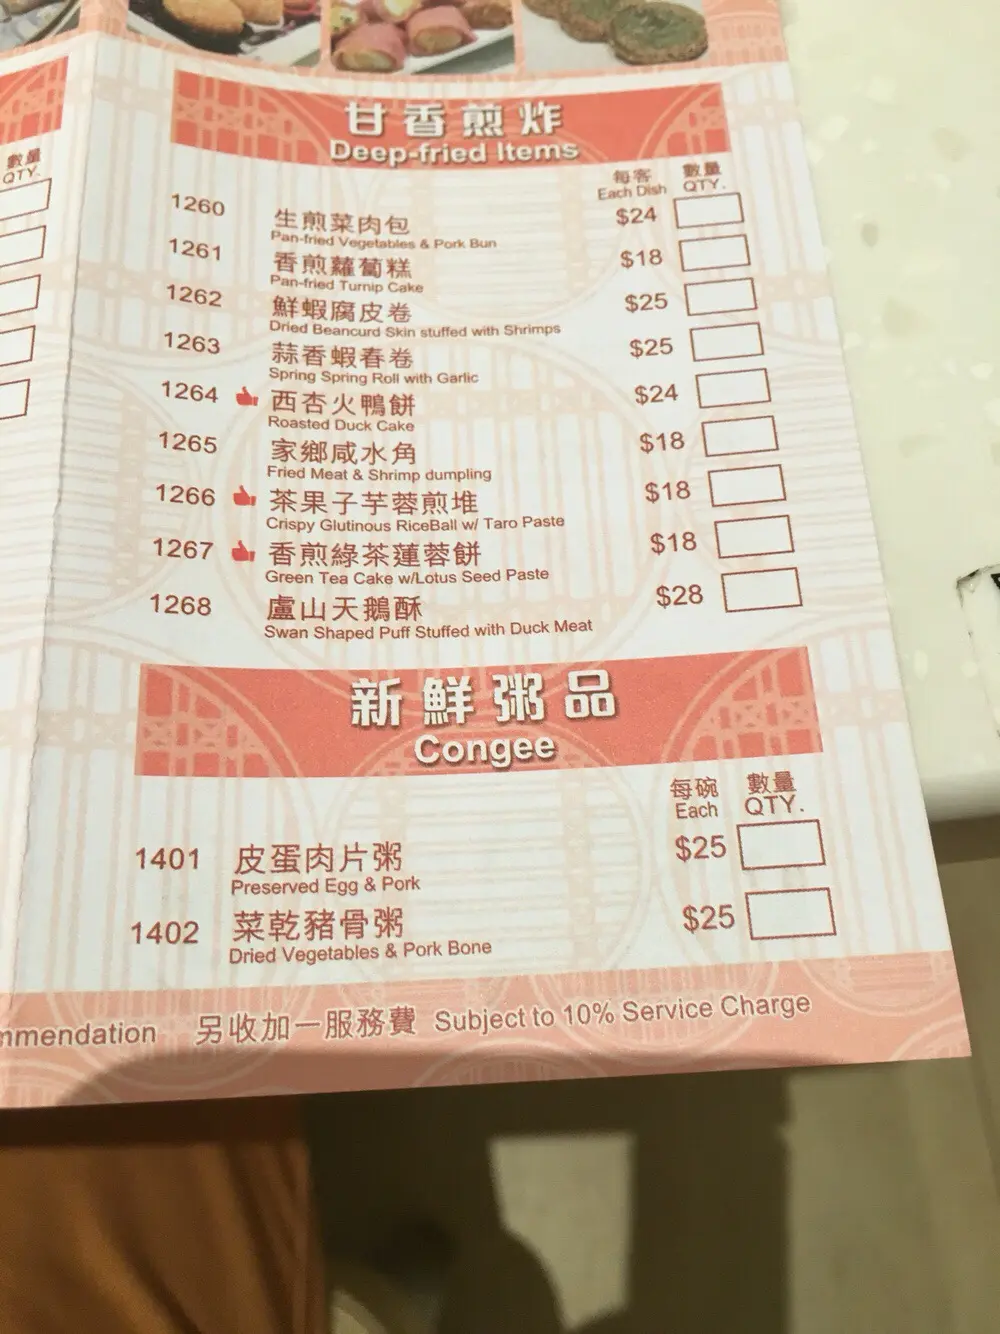 數量
QTY.
甘香煎炸
Deep-fried Items
每客 數量
Each Dish QTY.
1260 生煎菜肉包 $24
Pan-fried Vegetables & Pork Bun
1261 香煎蘿蔔糕 $18
Pan-fried Turnip Cake
1262 鮮蝦腐皮卷 $25
Dried Beancurd Skin stuffed with Shrimps
1263 蒜香蝦春卷 $25
Spring Spring Roll with Garlic
1264 西杏火鴨餅 $24
Roasted Duck Cake
1265 家鄉咸水角 $18
Fried Meat & Shrimp dumpling
1266 茶果子芋蓉煎堆 $18
Crispy Glutinous RiceBall w/ Taro Paste
1267 香煎綠茶蓮蓉餅 $18
Green Tea Cake w/Lotus Seed Paste
1268 盧山天鵝酥 $28
Swan Shaped Puff Stuffed with Duck Meat
新鮮粥品
Congee
每碗 數量
Each QTY.
1401 皮蛋肉片粥 $25
Preserved Egg & Pork
1402 菜乾豬骨粥 $25
Dried Vegetables & Pork Bone
mmendation 另收加一服務費 Subject to 10% Service Charge